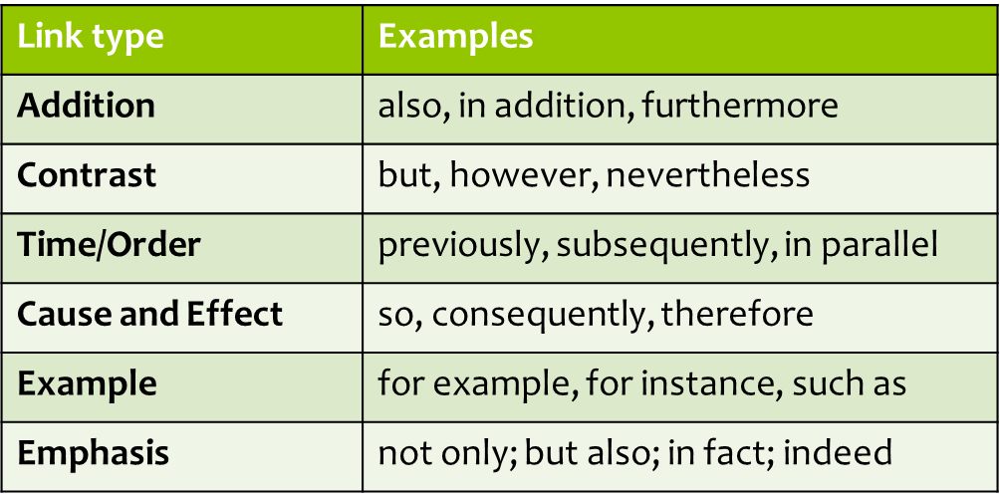 Link type Examples
Addition also, in addition, furthermore
Contrast but, however, nevertheless
Time/Order previously, subsequently, in parallel
Cause and Effect so, consequently, therefore
Example for example, for instance, such as
Emphasis not only; but also; in fact; indeed